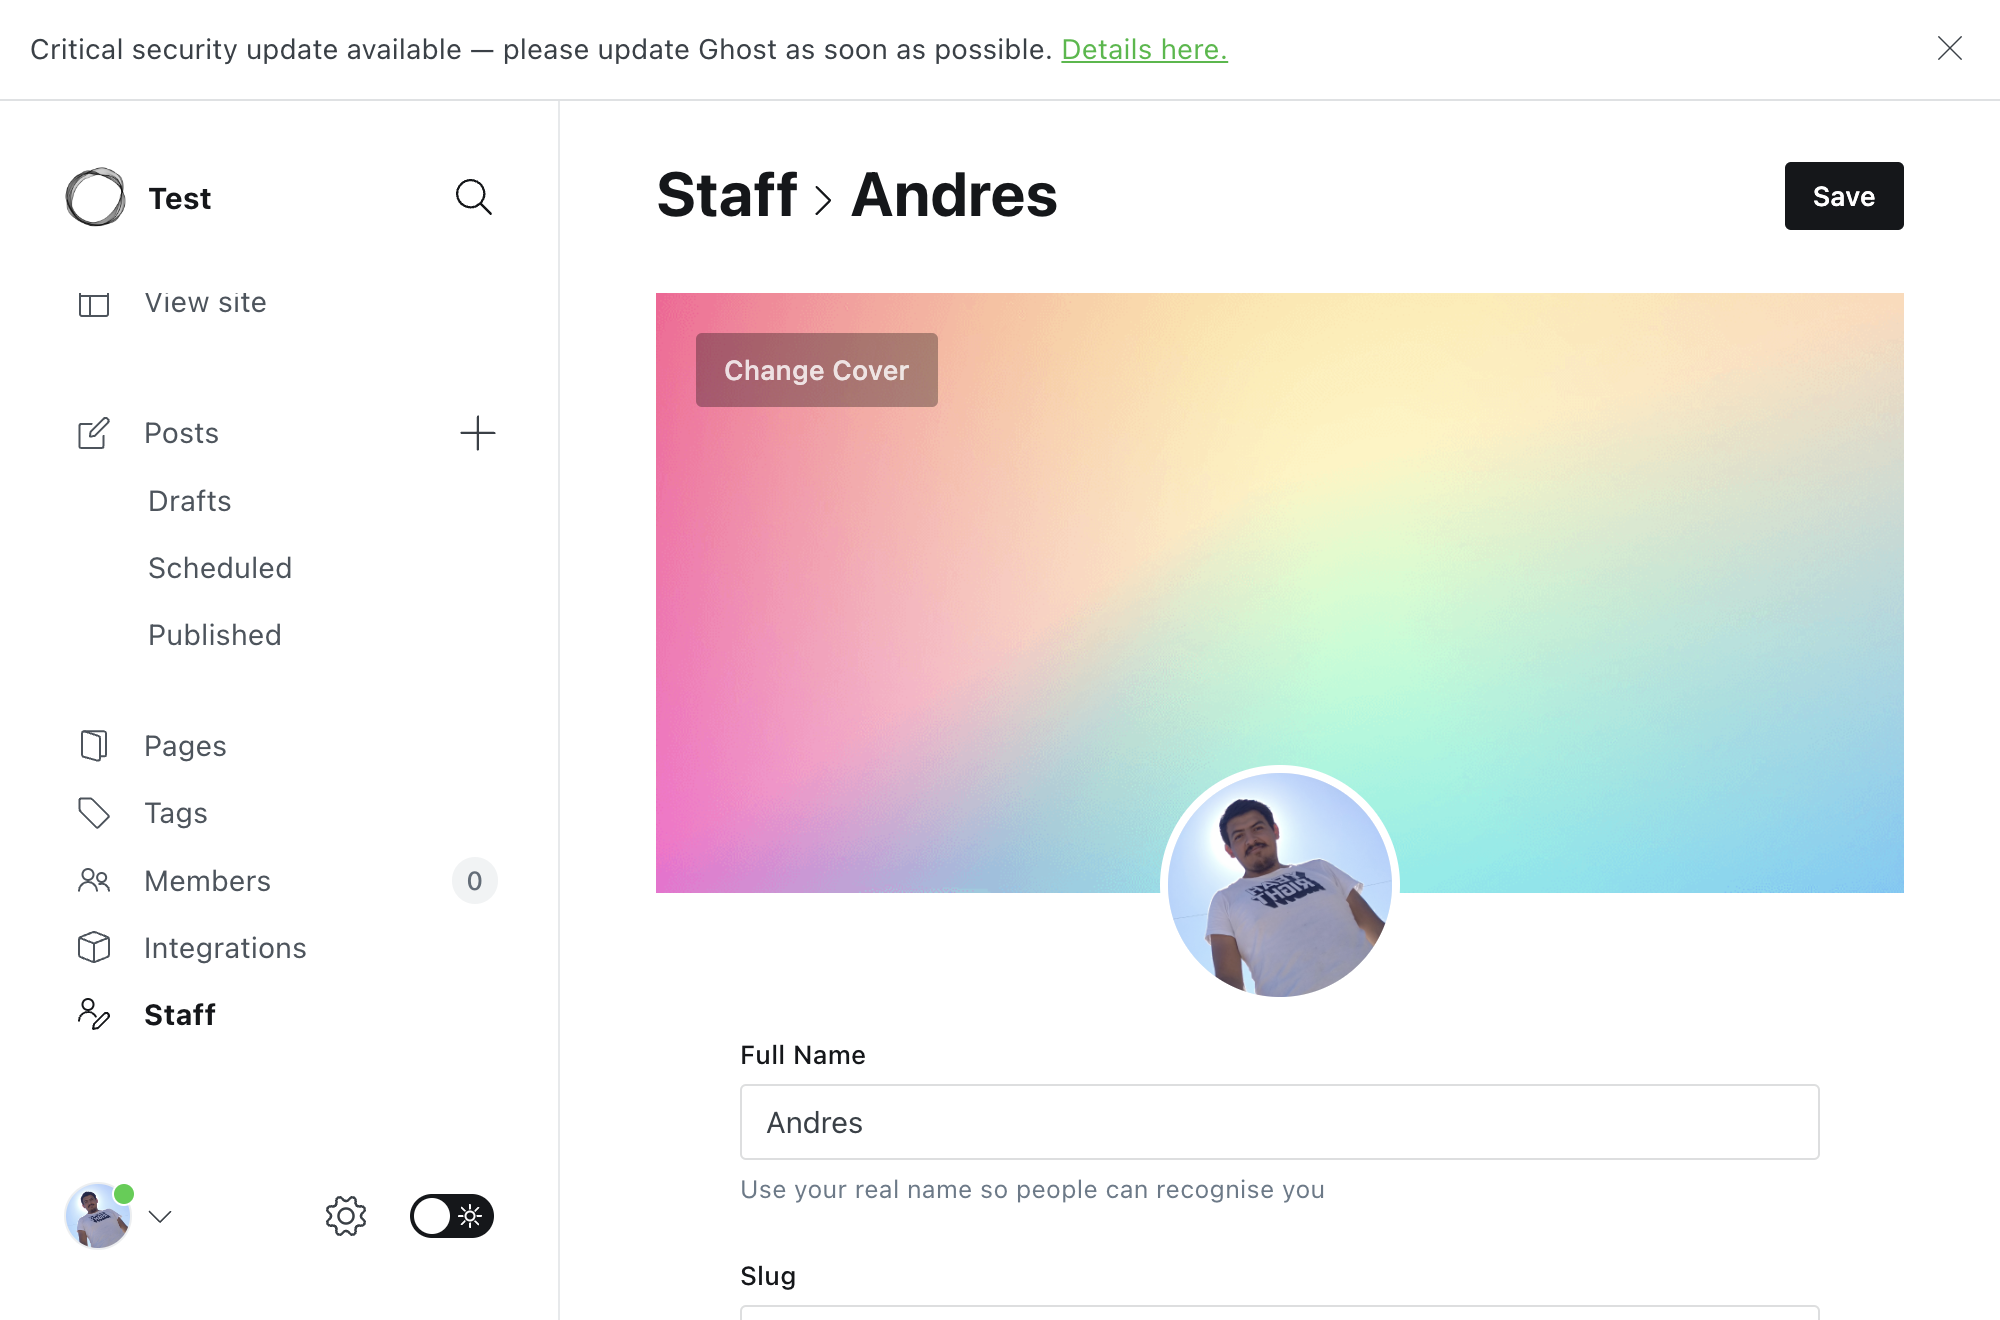 Critical security update available — please update Ghost as soon as possible. Details here.
Test
View site
Posts
Drafts
Scheduled
Published
Pages
Tags
Members 0
Integrations
Staff
Staff › Andres
Save
Change Cover
BABY
RIGHT
Full Name
Andres
Use your real name so people can recognise you
Slug